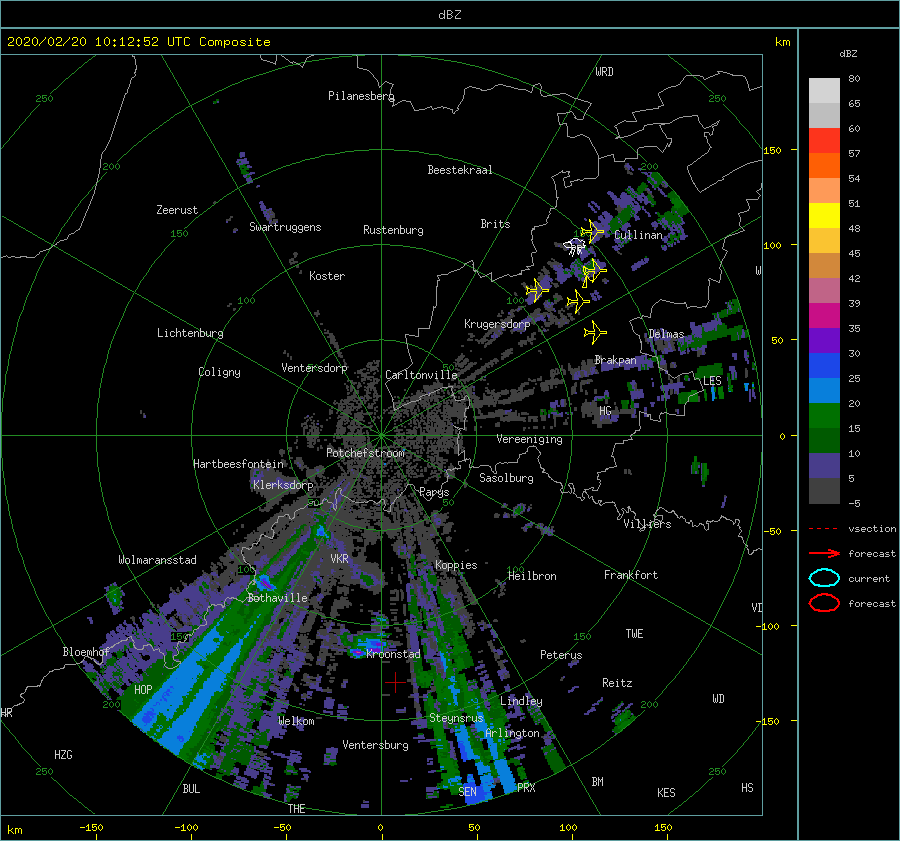 dBZ
2020/02/20 10:12:52 UTC Composite
km
dBZ
WRD
80
250
Pilanesberg
250
65
60
150
57
200
Beestekraal
200
54
Zeerust
51
150
Swartruggens
Rustenburg
Brits
Cullinan
48
100
45
W
Koster
42
100
100
39
Krugersdorp
35
Lichtenburg
Delmas
50
30
Ventersdorp
Brakpan
Coligny
Carltonville
LES
25
20
HG
15
Vereeniging
0
Potchefstroom
10
Hartbeesfontein
Sasolburg
5
Klerksdorp
Parys
50
50
-5
Villiers
-50
vsection
Wolmaransstad
VKR
Koppies
forecast
100
100
Heilbron
Frankfort
current
Bothaville
VI
forecast
-100
150
150
TWE
Bloemhof
Kroonstad
Peterus
HOP
Reitz
WD
200
Lindley
200
HR
Welkom
Steynsrus
-150
Arlington
HZG
Ventersburg
250
250
BUL
SEN
PRX
BM
KES
HS
THE
km
-150
-100
-50
0
50
100
150